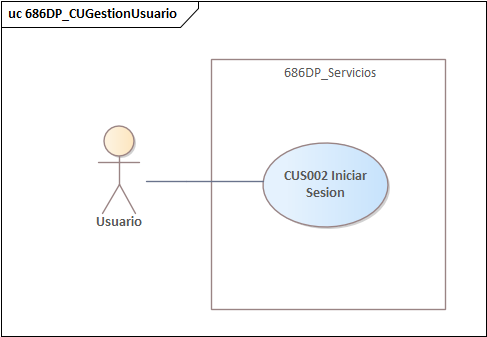 uc 686DP_CUGestionUsuario
686DP_Servicios
CUS002 Iniciar
Sesion
Usuario